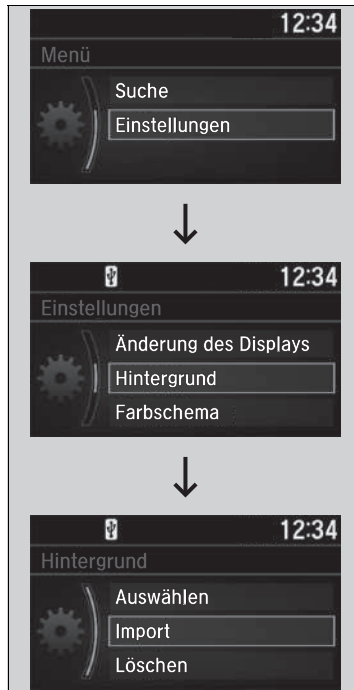 12:34
Menü
Suche
Einstellungen
12:34
Einstellungen
Änderung des Displays
Hintergrund
Farbschema
12:34
Hintergrund
Auswählen
Import
Löschen